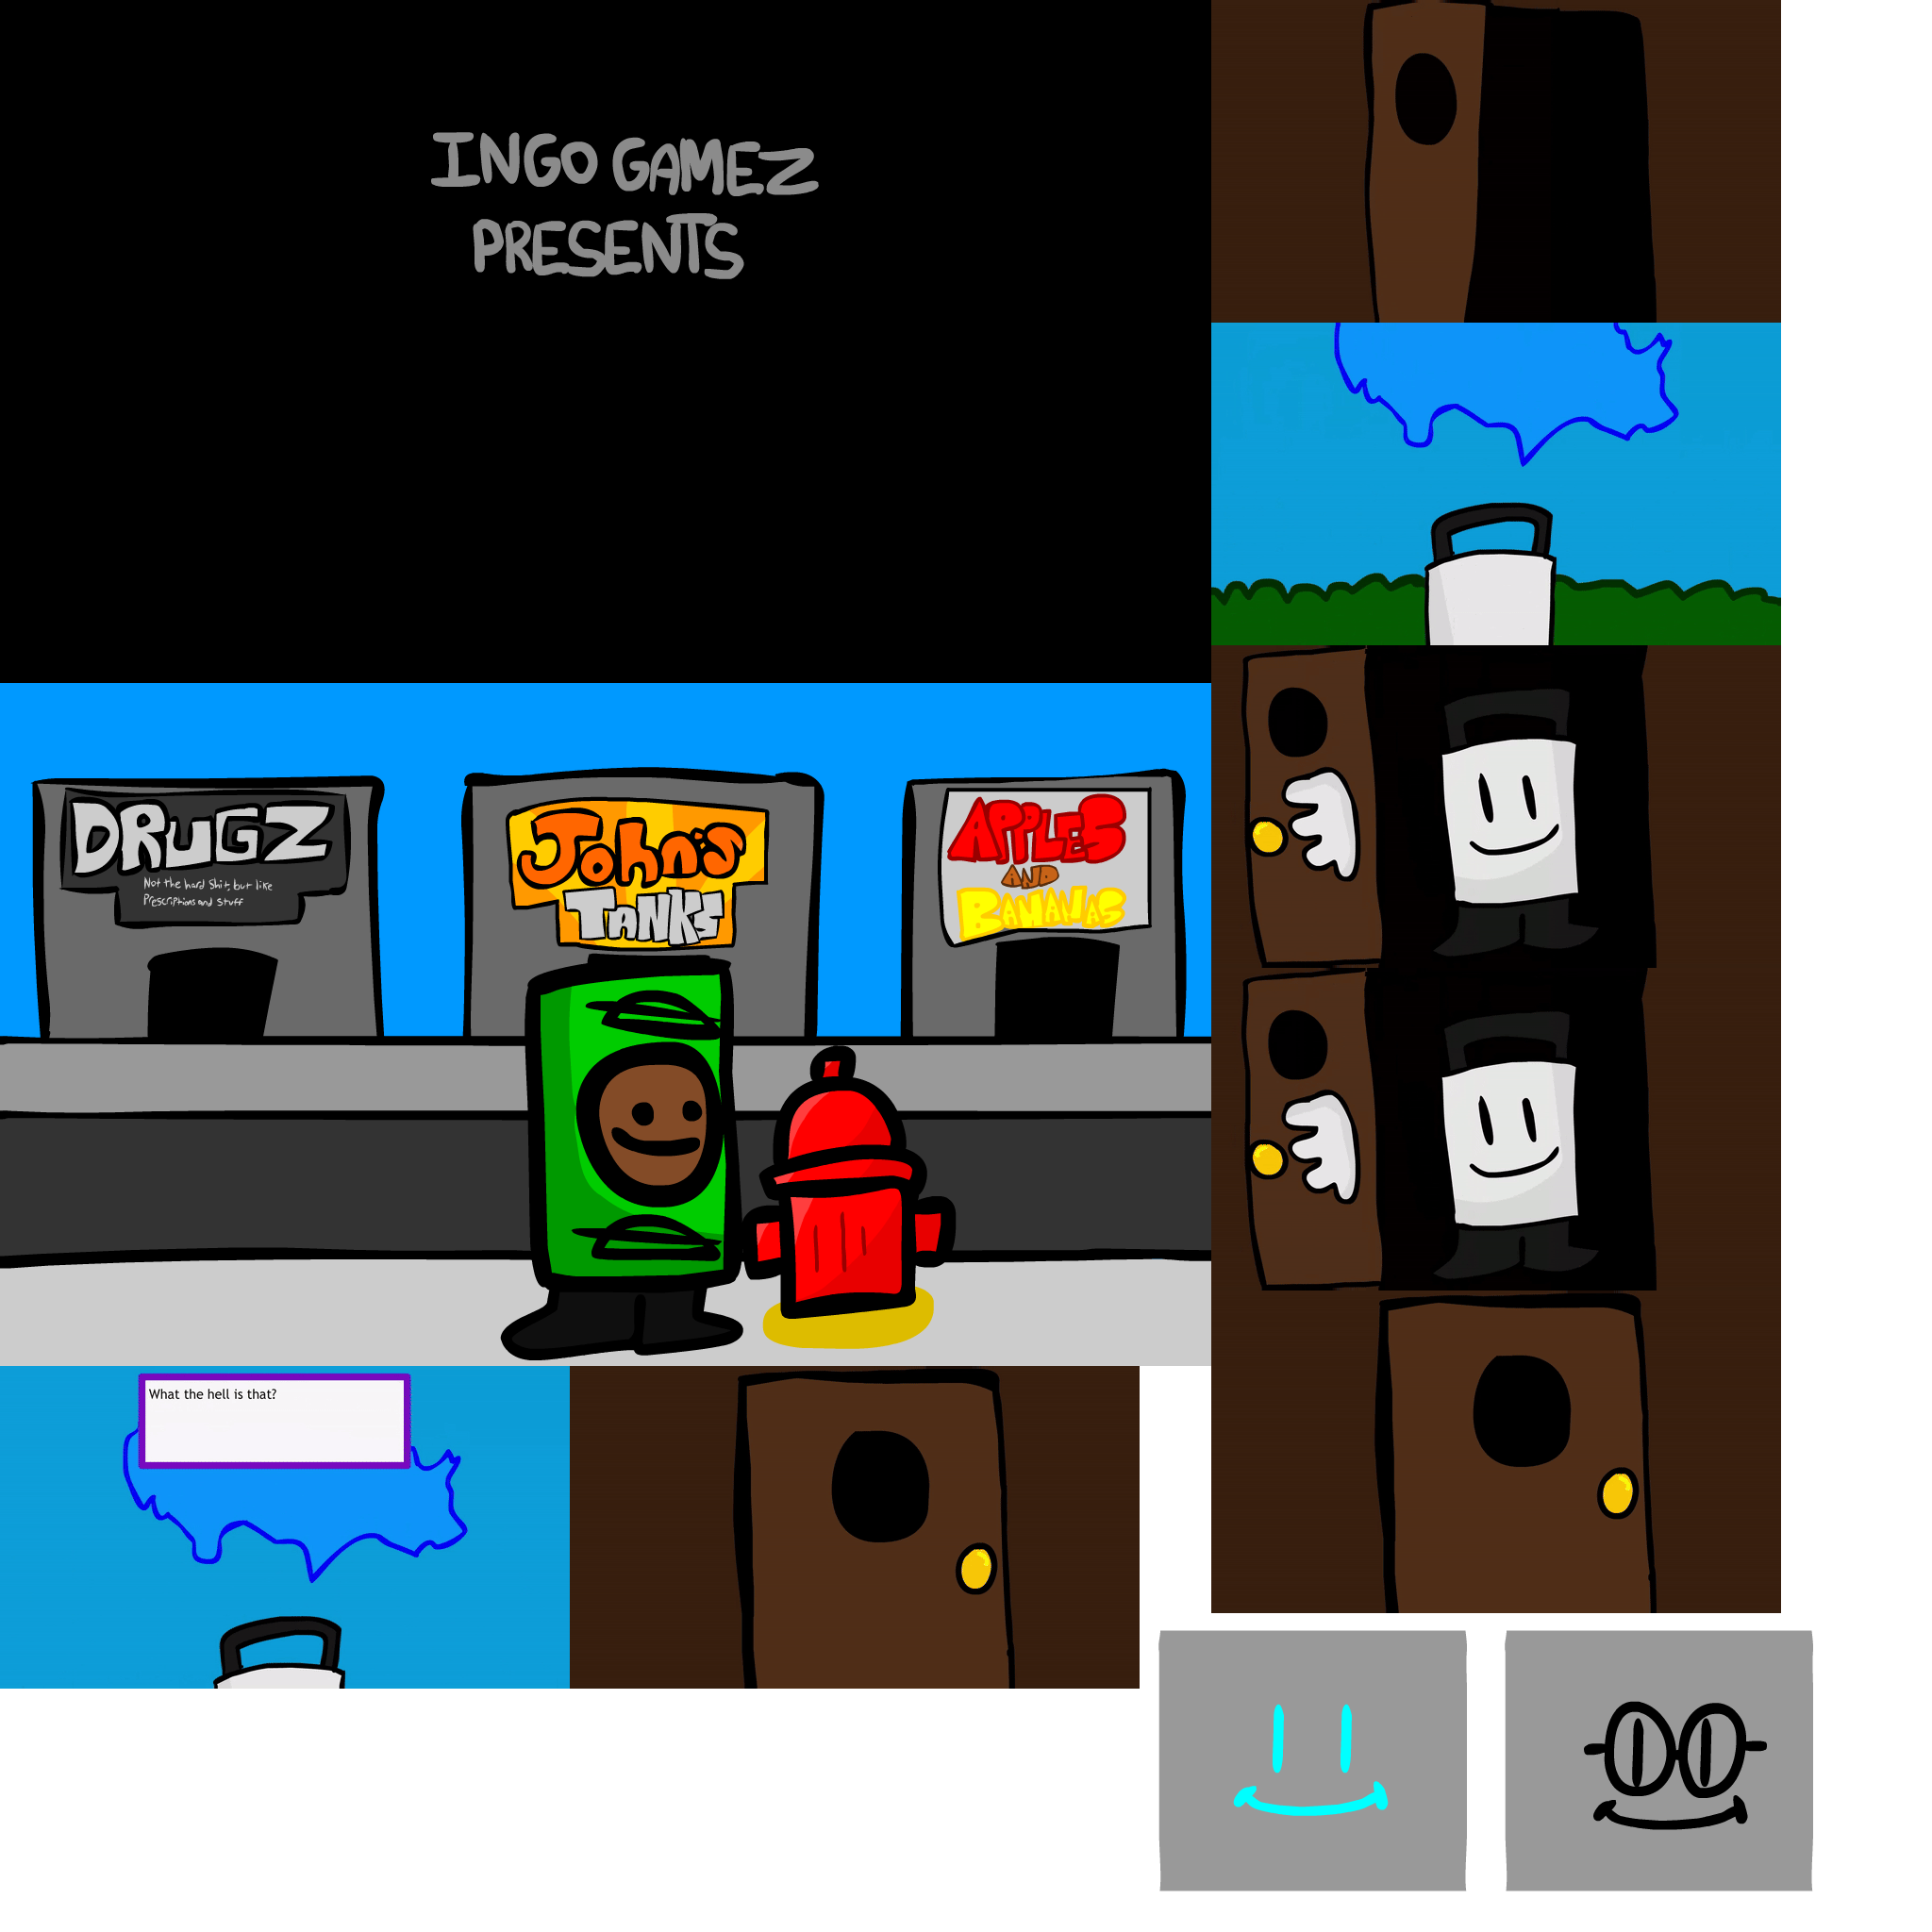 INGO GAMEZ
PRESENTS
DRUGZ
Not the hard shit, but like
Prescriptions and stuff
John's
TANKS
APPLES
AND
BANANAS
What the hell is that?